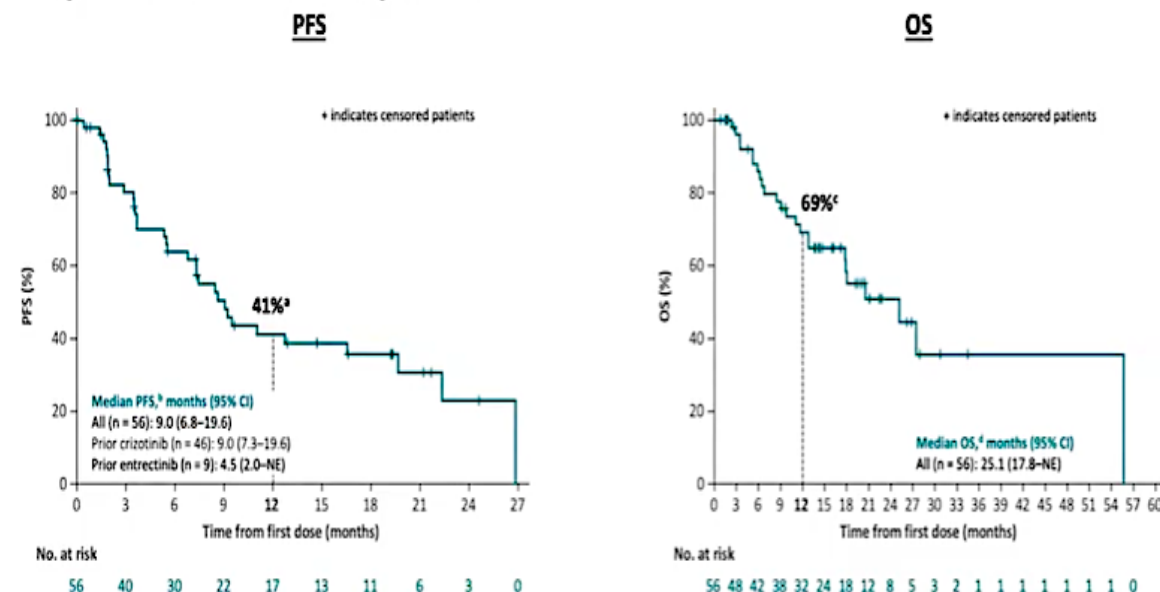 PFS
OS
+ indicates censored patients
+ indicates censored patients
PFS (%)
100
80
60
40
20
0
41%ᵃ
Median PFS,ᵇ months (95% CI)
All (n = 56): 9.0 (6.8–19.6)
Prior crizotinib (n = 46): 9.0 (7.3–19.6)
Prior entrectinib (n = 9): 4.5 (2.0–NE)
0 3 6 9 12 15 18 21 24 27
Time from first dose (months)
No. at risk
56 40 30 22 17 13 11 6 3 0
OS (%)
100
80
60
40
20
0
69%ᶜ
Median OS,ᵈ months (95% CI)
All (n = 56): 25.1 (17.8–NE)
0 3 6 9 12 15 18 21 24 27 30 33 36 39 42 45 48 51 54 57 60
Time from first dose (months)
No. at risk
56 48 42 38 32 24 18 12 8 5 3 2 1 1 1 1 1 1 1 0